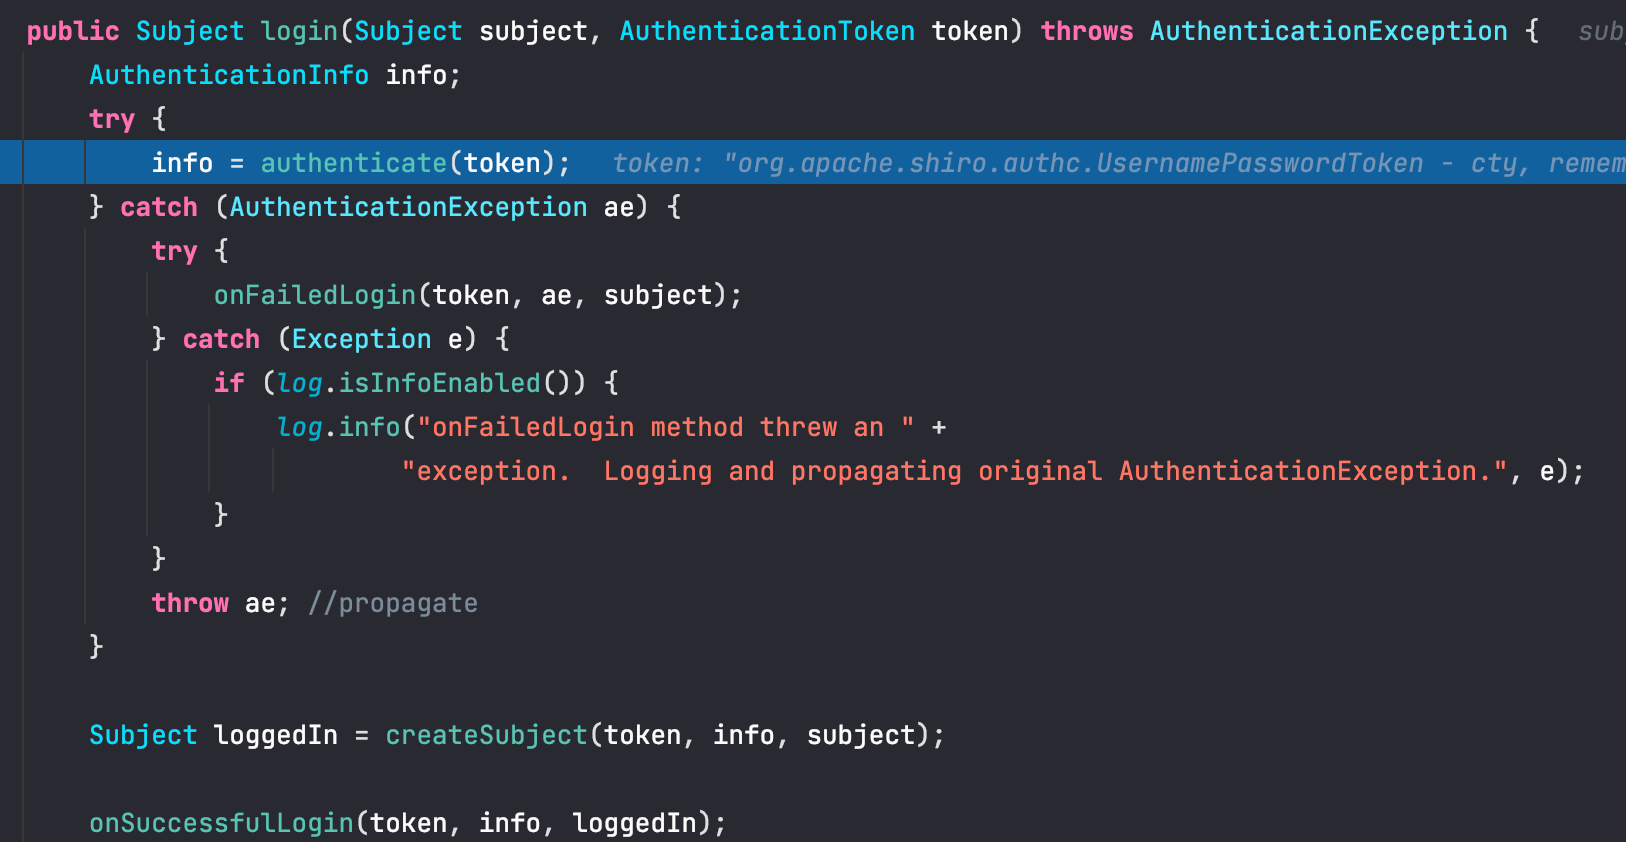 public Subject login(Subject subject, AuthenticationToken token) throws AuthenticationException {
AuthenticationInfo info;
try {
info = authenticate(token);   token: "org.apache.shiro.authc.UsernamePasswordToken - cty,
} catch (AuthenticationException ae) {
try {
onFailedLogin(token, ae, subject);
} catch (Exception e) {
if (log.isInfoEnabled()) {
log.info("onFailedLogin method threw an " +
"exception.  Logging and propagating original AuthenticationException.", e);
}
}
throw ae; //propagate
}
Subject loggedIn = createSubject(token, info, subject);
onSuccessfulLogin(token, info, loggedIn);